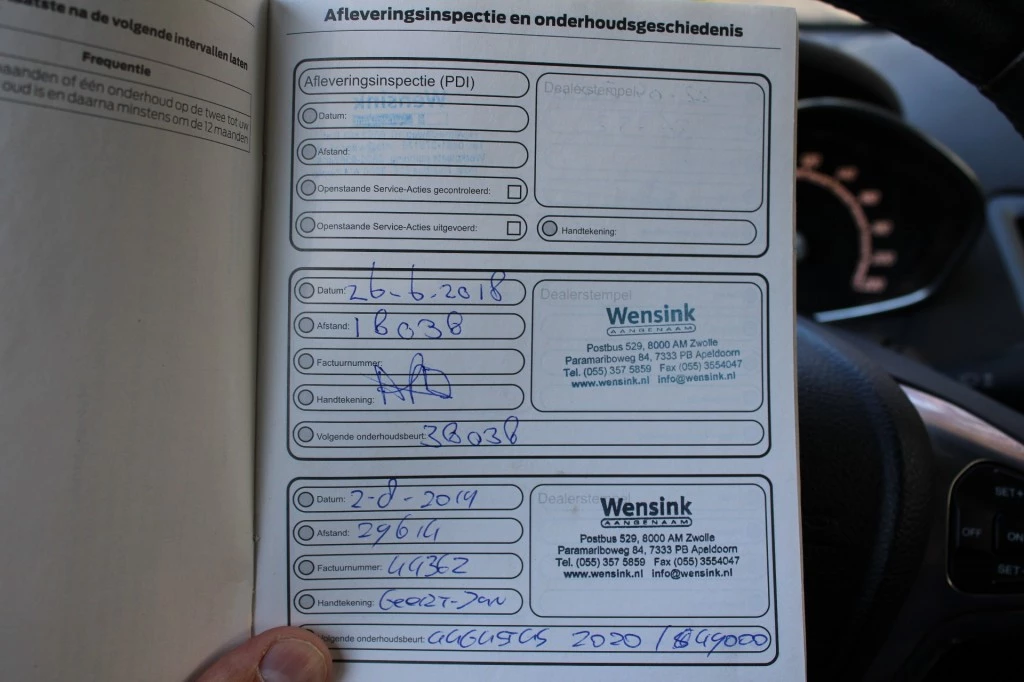 atste na de volgende intervallen laten
Frequentie
maanden of één onderhoud op de twee tot uw
oud is en daarna minstens om de 12 maanden
Afleveringsinspectie en onderhoudsgeschiedenis
Afleveringsinspectie (PDI)
Dealerstempel
Datum:
Afstand:
Openstaande Service-Acties gecontroleerd:
Openstaande Service-Acties uitgevoerd:
Handtekening:
Datum: 26-6-2018
Afstand: 18038
Factuurnummer:
Handtekening:
Volgende onderhoudsbeurt: 38038
Dealerstempel
Wensink
AANGENAAM
Postbus 529, 8000 AM Zwolle
Paramariboweg 84, 7333 PB Apeldoorn
Tel. (055) 357 5859 Fax (055) 3554047
www.wensink.nl info@wensink.nl
Datum: 2-8-2019
Afstand: 29614
Factuurnummer: 44362
Handtekening: Geert-Jan
Volgende onderhoudsbeurt: AUGUSTUS 2020 / 849000
Dealerstempel
Wensink
AANGENAAM
Postbus 529, 8000 AM Zwolle
Paramariboweg 84, 7333 PB Apeldoorn
Tel. (055) 357 5859 Fax (055) 3554047
www.wensink.nl info@wensink.nl
SET+
OFF
ON
SET-